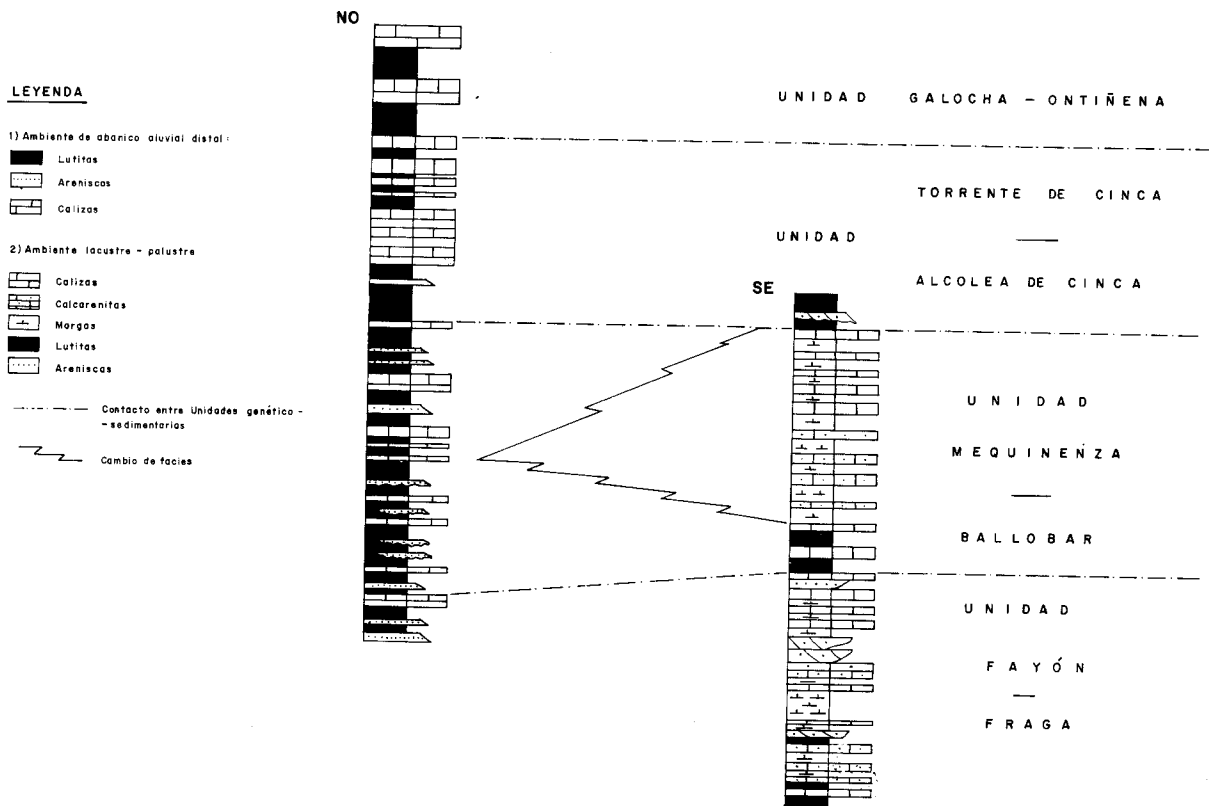 NO
LEYENDA
1) Ambiente de abanico aluvial distal:
Lutitas
Areniscas
Calizas
2) Ambiente lacustre - palustre
Calizas
Calcarenitas
Morgas
Lutitas
Areniscas
Contacto entre Unidades genético -
- sedimentarias
Cambio de facies
UNIDAD GALOCHA - ONTIÑENA
TORRENTE DE CINCA
UNIDAD —
ALCOLEA DE CINCA
SE
UNIDAD
MEQUINENZA
—
BALLOBAR
UNIDAD
FAYÓN
—
FRAGA